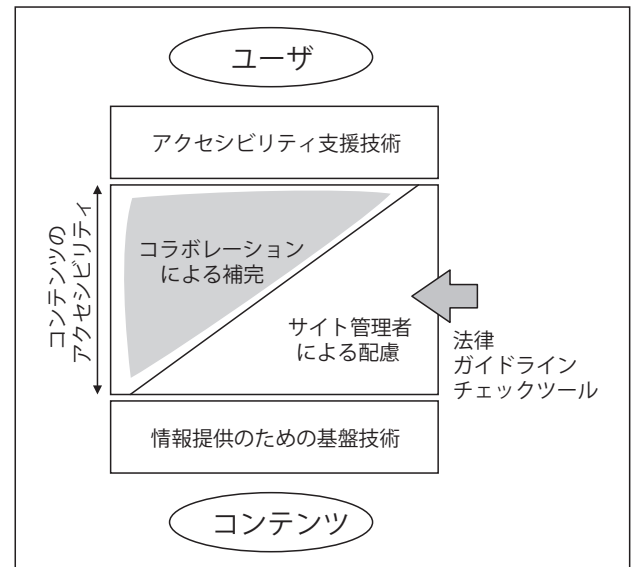 ユーザ
アクセシビリティ支援技術
コンテンツの
アクセシビリティ
コラボレーション
による補完
サイト管理者
による配慮
法律
ガイドライン
チェックツール
情報提供のための基盤技術
コンテンツ